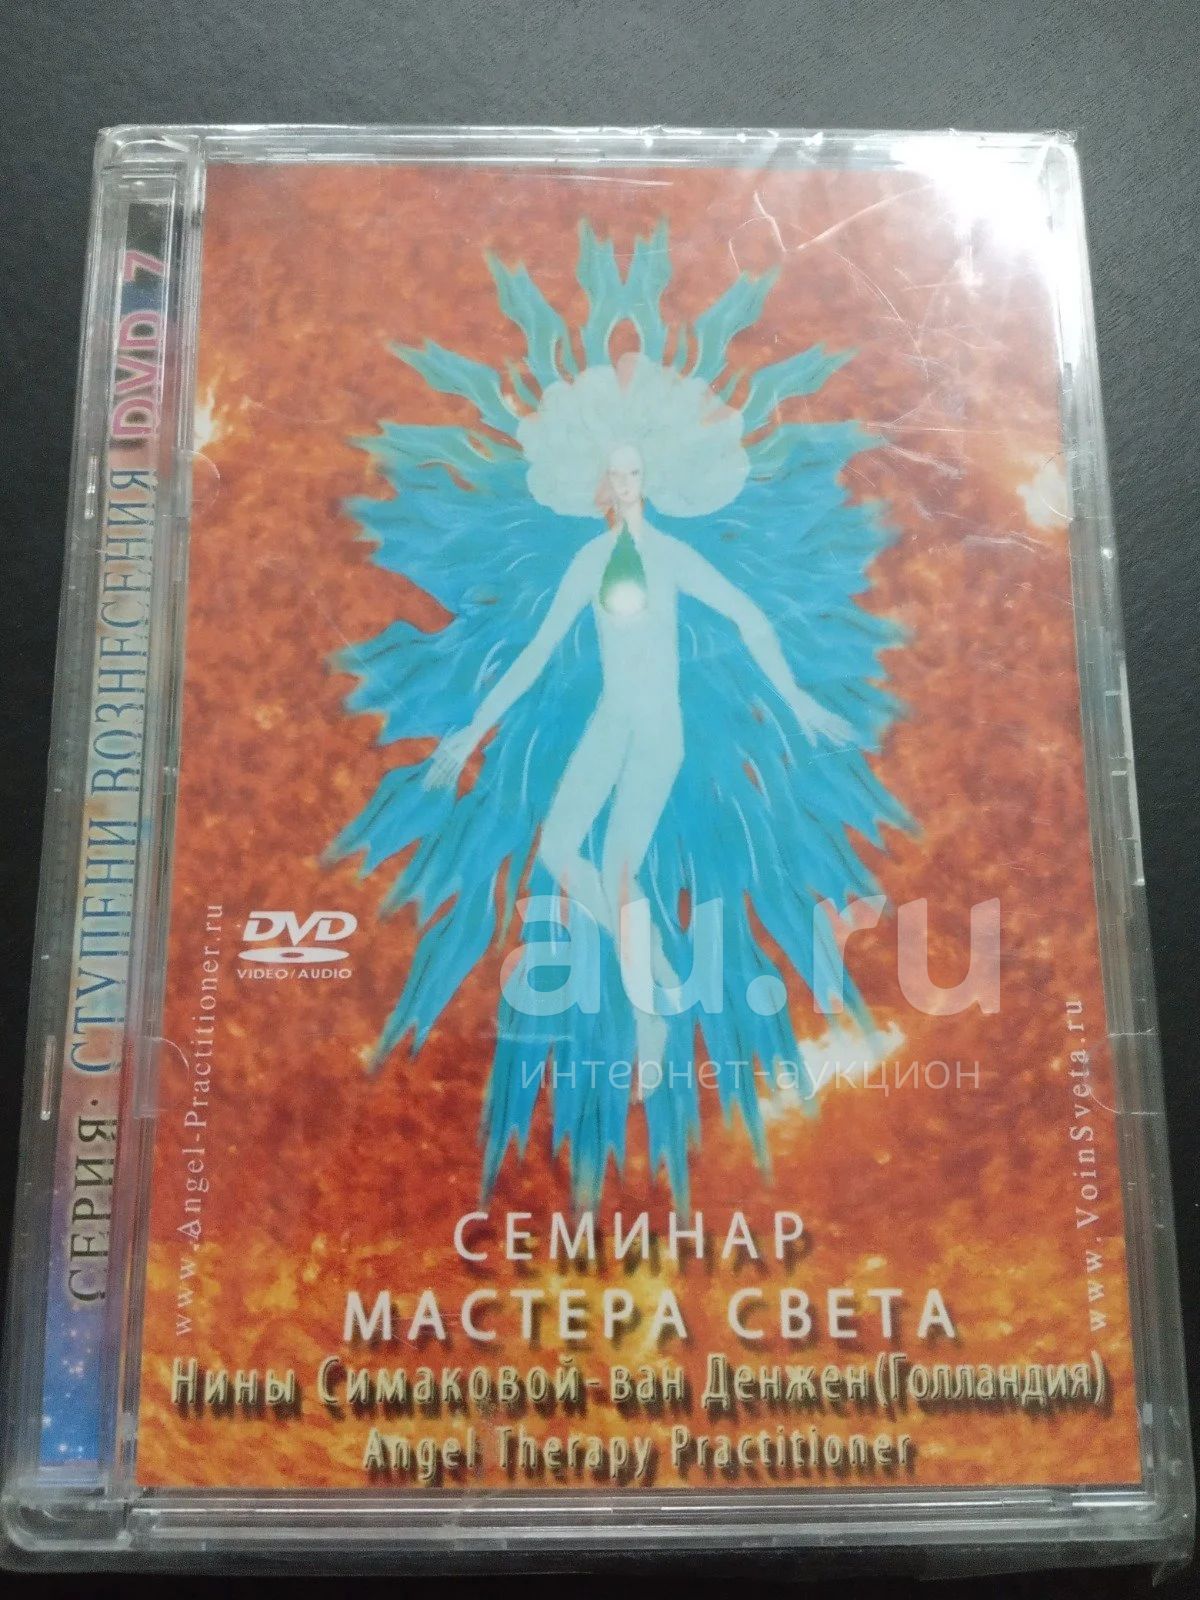 СЕРИЯ · СТУПЕНИ ВОЗНЕСЕНИЯ DVD 7
www.Angel-Practitioner.ru
DVD
VIDEO/AUDIO
au.ru
интернет-аукцион
www.VoinSveta.ru
СЕМИНАР
МАСТЕРА СВЕТА
Нины Симаковой-ван Денжен(Голландия)
Angel Therapy Practitioner